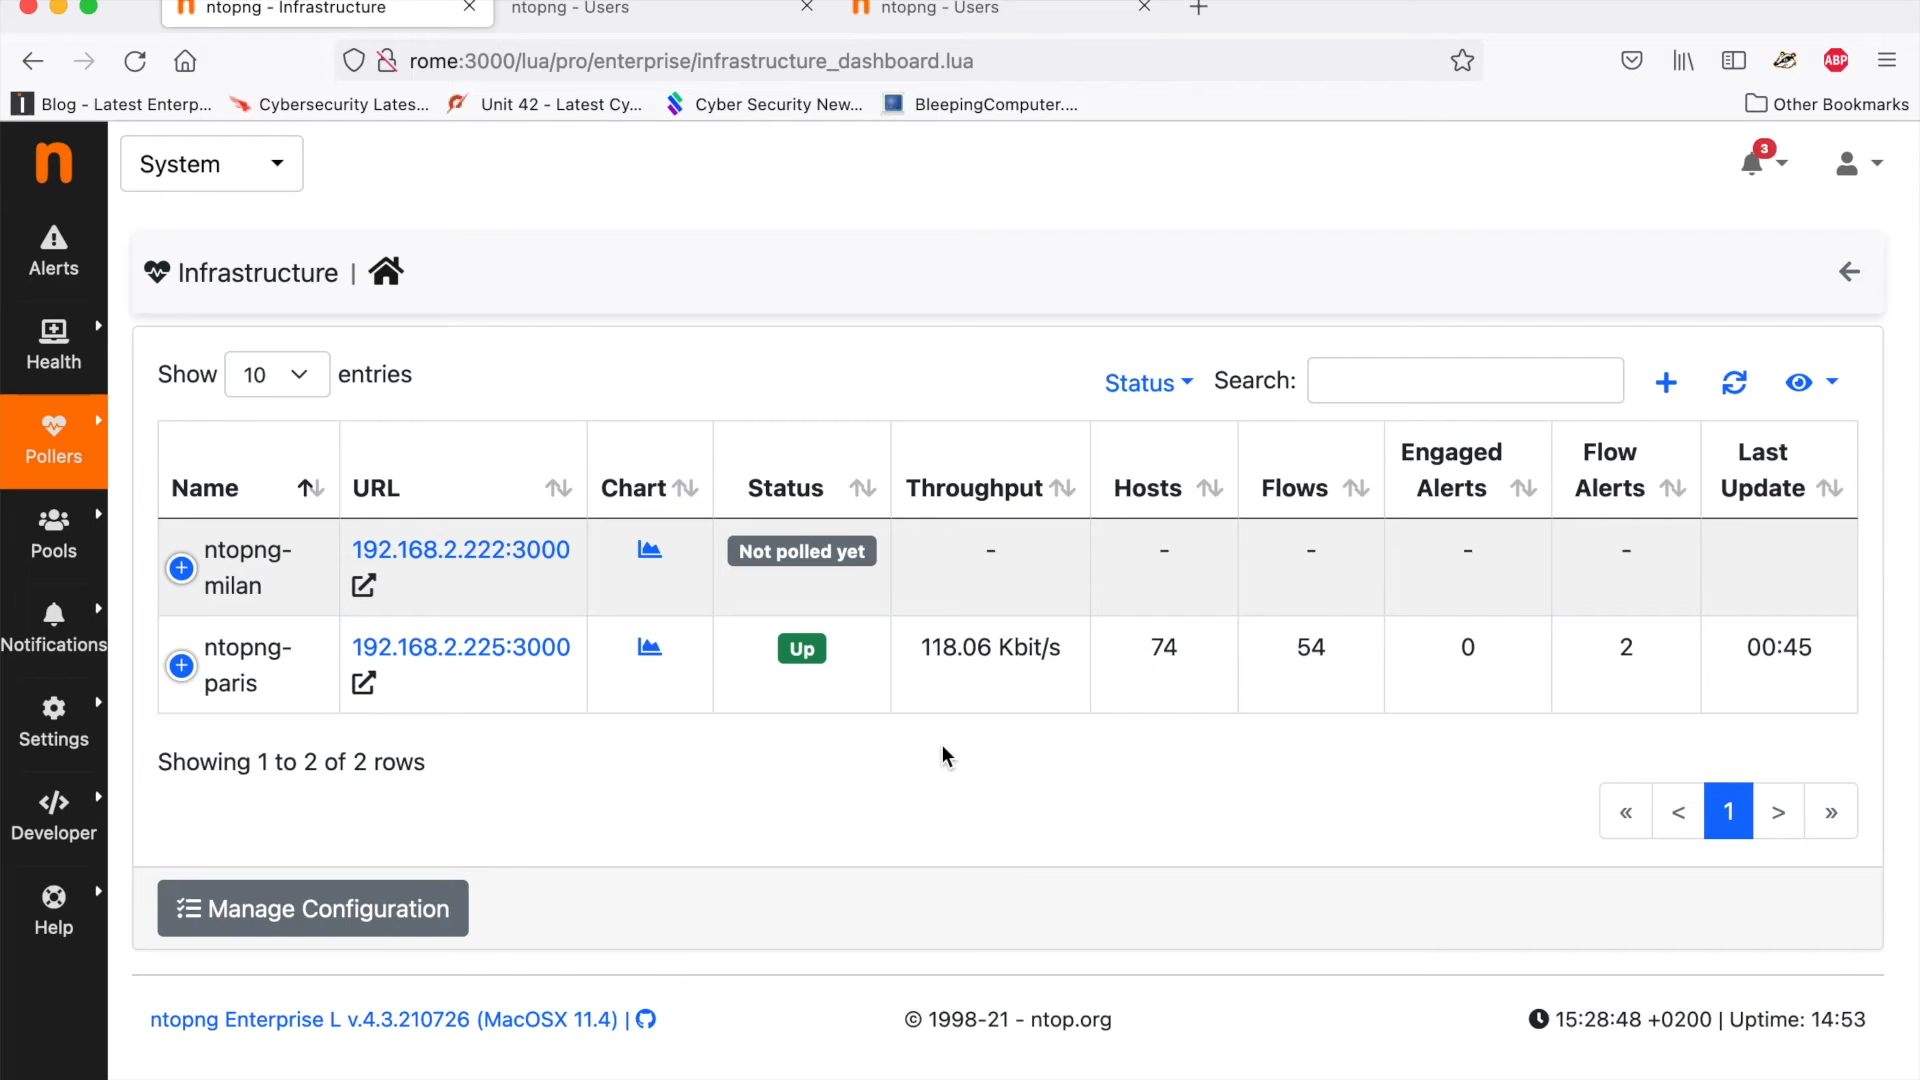 ntopng - Infrastructure
ntopng - Users
ntopng - Users
rome:3000/lua/pro/enterprise/infrastructure_dashboard.lua
ABP
Blog - Latest Enterp...
Cybersecurity Lates...
Unit 42 - Latest Cy...
Cyber Security New...
BleepingComputer....
Other Bookmarks
n
System
3
Alerts
Health
Pollers
Pools
Notifications
Settings
Developer
Help
Infrastructure |
Show 10 entries
Status
Search:
Name URL Chart Status Throughput Hosts Flows Engaged Alerts Flow Alerts Last Update
ntopng-milan 192.168.2.222:3000 Not polled yet - - - - -
ntopng-paris 192.168.2.225:3000 Up 118.06 Kbit/s 74 54 0 2 00:45
Showing 1 to 2 of 2 rows
« < 1 > »
Manage Configuration
ntopng Enterprise L v.4.3.210726 (MacOSX 11.4) |
© 1998-21 - ntop.org
15:28:48 +0200 | Uptime: 14:53